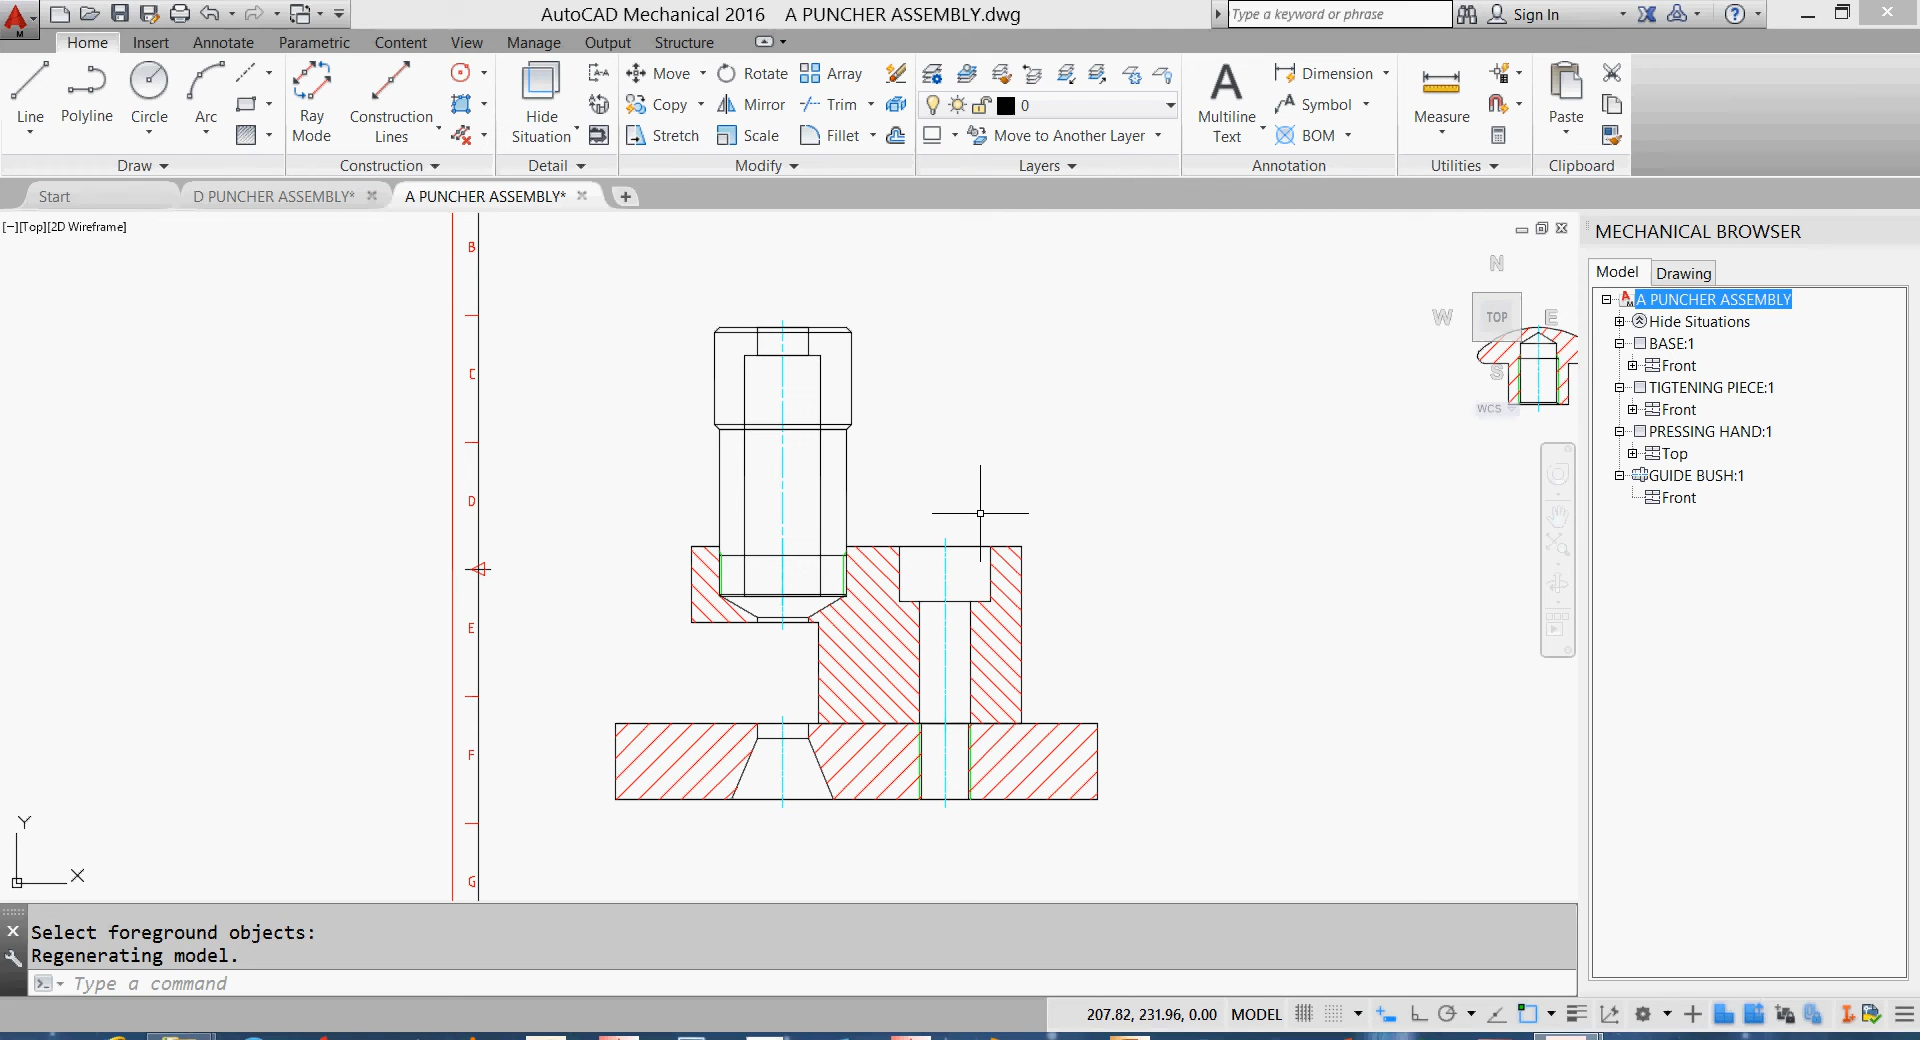 AutoCAD Mechanical 2016 A PUNCHER ASSEMBLY.dwg
Type a keyword or phrase
Sign In
Home Insert Annotate Parametric Content View Manage Output Structure
Line
Polyline
Circle
Arc
Draw
Ray
Mode
Construction
Lines
Construction
Hide
Situation
Detail
Move Rotate Array
Copy Mirror Trim
Stretch Scale Fillet
Modify
0
Move to Another Layer
Layers
Multiline
Text
Dimension
Symbol
BOM
Annotation
Measure
Utilities
Paste
Clipboard
Start D PUNCHER ASSEMBLY* A PUNCHER ASSEMBLY*
[−][Top][2D Wireframe]
B
C
D
E
F
G
N
W TOP E
S
WCS
Y
X
MECHANICAL BROWSER
Model Drawing
A PUNCHER ASSEMBLY
Hide Situations
BASE:1
Front
TIGTENING PIECE:1
Front
PRESSING HAND:1
Top
GUIDE BUSH:1
Front
Select foreground objects:
Regenerating model.
Type a command
207.82, 231.96, 0.00 MODEL